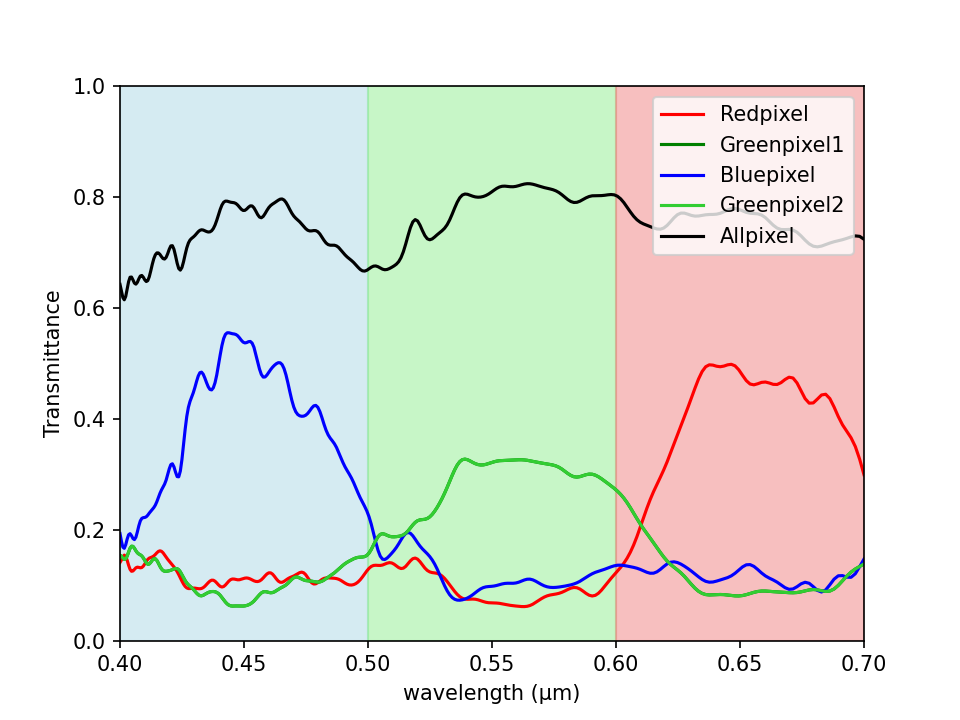 1.0
0.8
0.6
0.4
0.2
0.0
Transmittance
Redpixel
Greenpixel1
Bluepixel
Greenpixel2
Allpixel
0.40 0.45 0.50 0.55 0.60 0.65 0.70
wavelength (μm)